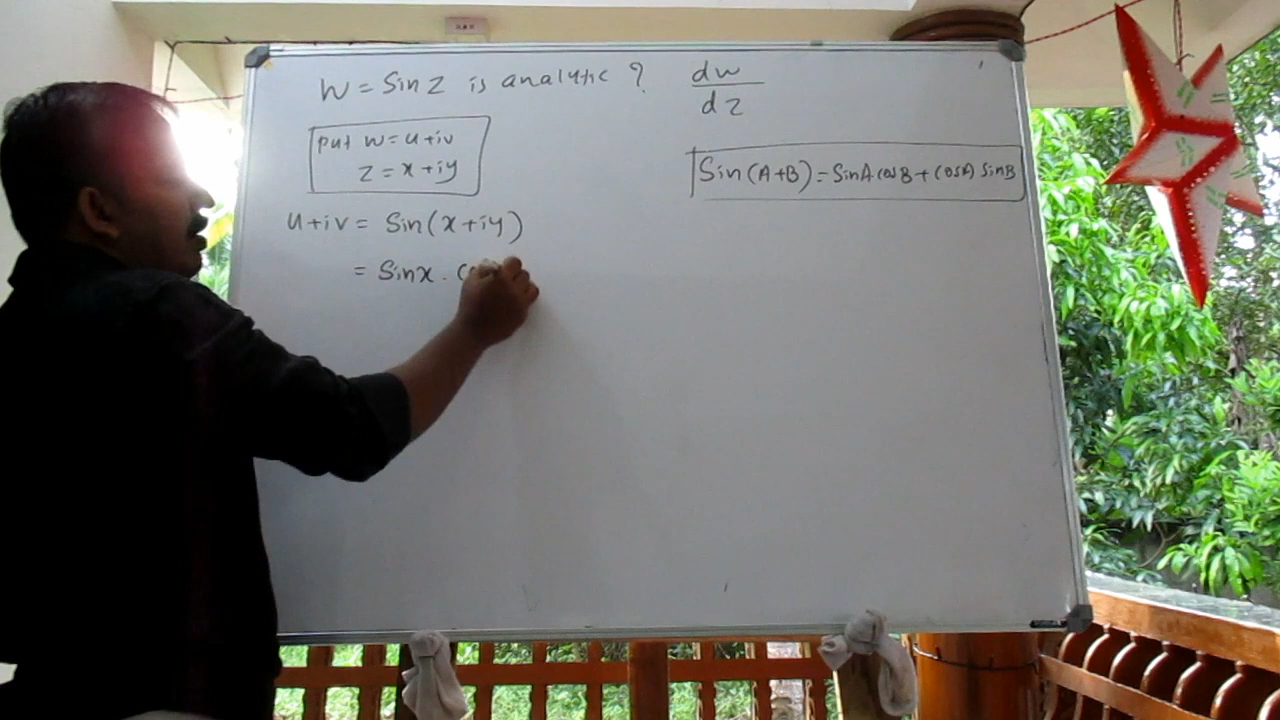 W = Sin Z is analytic ?
dw
dz
Put w = u+iv
z = x+iy
Sin(A+B) = SinA cosB + cosA SinB
u+iv = Sin(x+iy)
= Sinx .